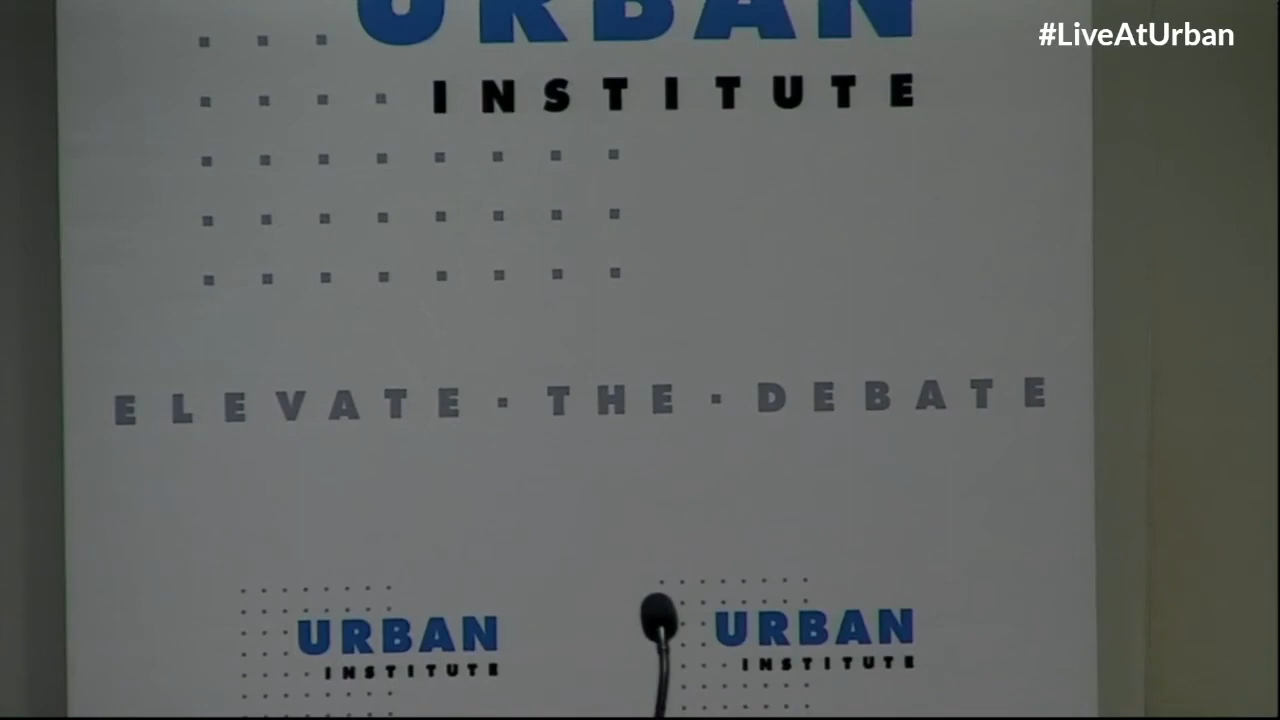 #LiveAtUrban
URBAN
INSTITUTE
ELEVATE · THE · DEBATE
URBAN
INSTITUTE
URBAN
INSTITUTE